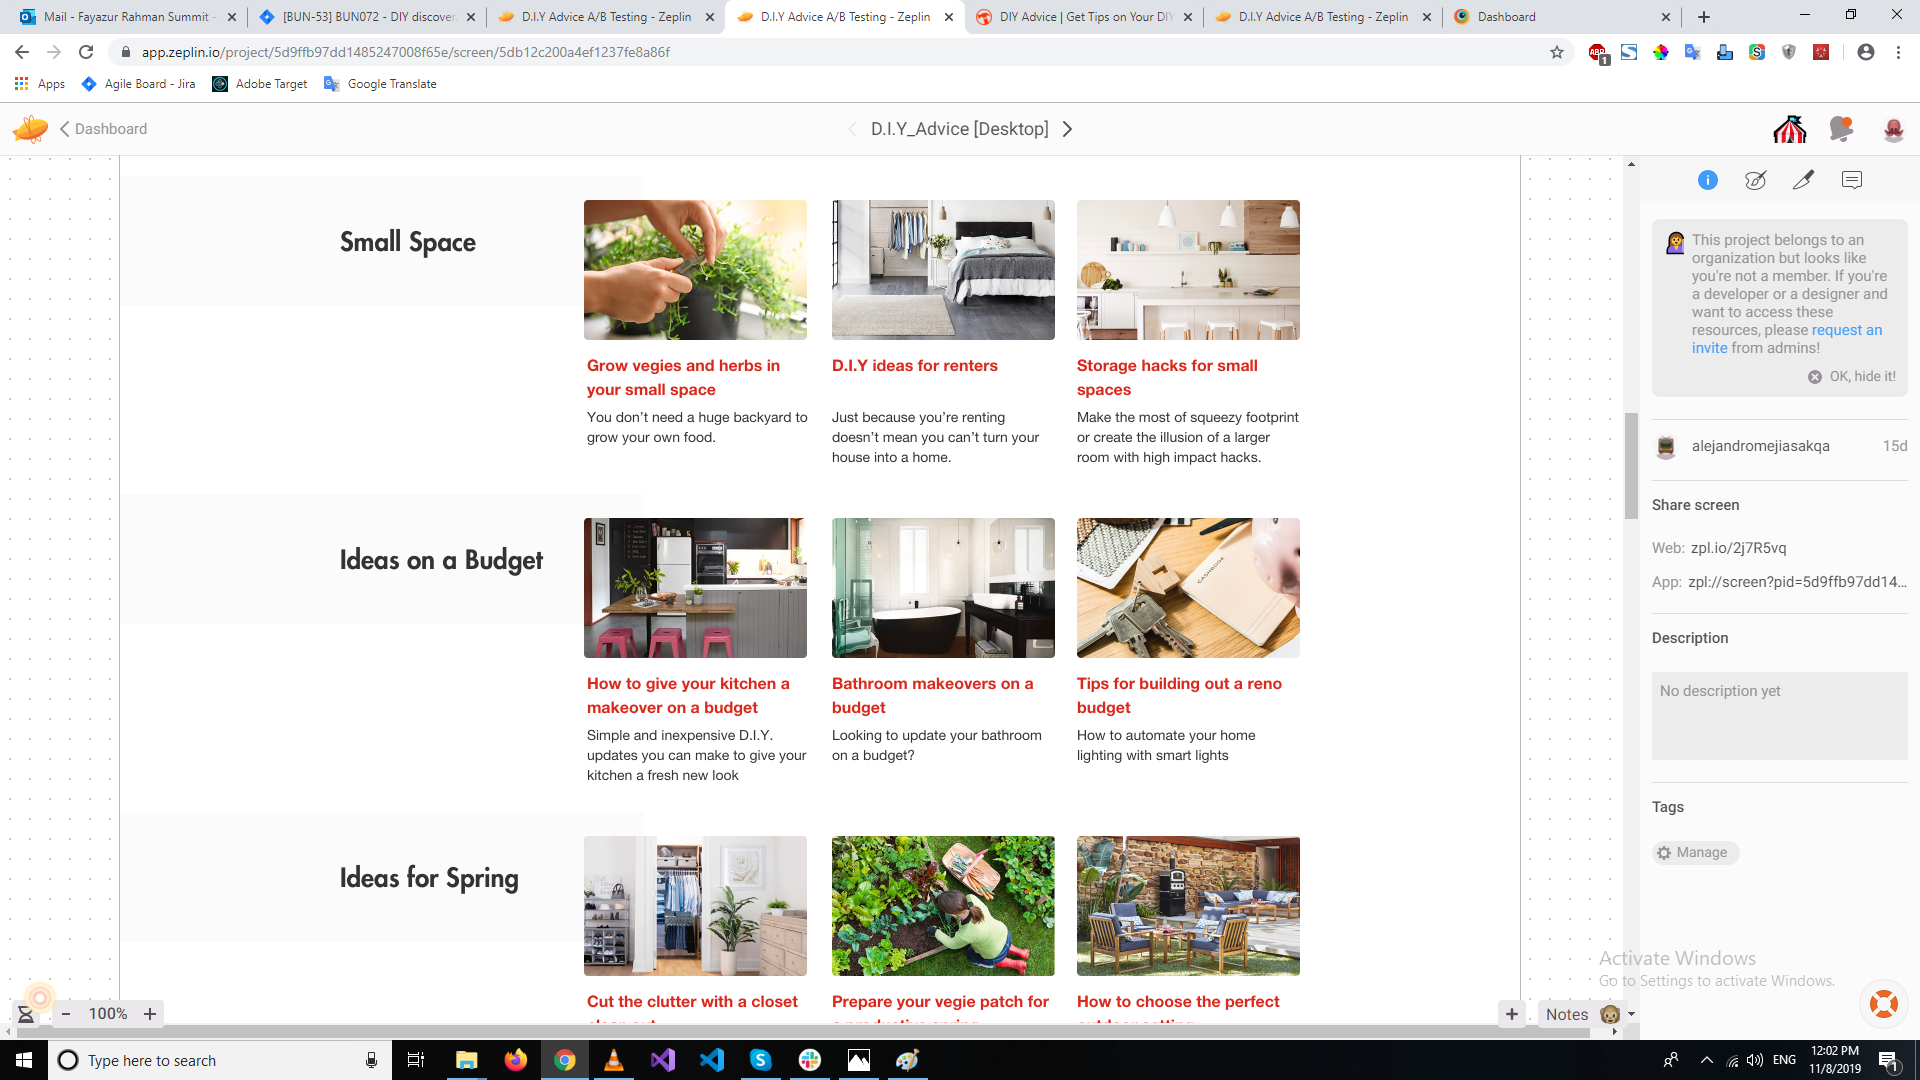 Mail - Fayazur Rahman Summit -
[BUN-53] BUN072 - DIY discover
D.I.Y Advice A/B Testing - Zeplin
D.I.Y Advice A/B Testing - Zeplin
DIY Advice | Get Tips on Your DIY
D.I.Y Advice A/B Testing - Zeplin
Dashboard
app.zeplin.io/project/5d9ffb97dd1485247008f65e/screen/5db12c200a4ef1237fe8a86f
ABP
1
Apps
Agile Board - Jira
Adobe Target
Google Translate
Dashboard
D.I.Y_Advice [Desktop]
Small Space
Grow vegies and herbs in
your small space
You don’t need a huge backyard to
grow your own food.
D.I.Y ideas for renters
Just because you’re renting
doesn’t mean you can’t turn your
house into a home.
Storage hacks for small
spaces
Make the most of squeezy footprint
or create the illusion of a larger
room with high impact hacks.
Ideas on a Budget
CASHBOOK
How to give your kitchen a
makeover on a budget
Simple and inexpensive D.I.Y.
updates you can make to give your
kitchen a fresh new look
Bathroom makeovers on a
budget
Looking to update your bathroom
on a budget?
Tips for building out a reno
budget
How to automate your home
lighting with smart lights
Ideas for Spring
Cut the clutter with a closet
clean out
Prepare your vegie patch for
a productive spring
How to choose the perfect
outdoor setting
This project belongs to an
organization but looks like
you're not a member. If you're
a developer or a designer and
want to access these
resources, please request an
invite from admins!
OK, hide it!
alejandromejiasakqa
15d
Share screen
Web: zpl.io/2j7R5vq
App: zpl://screen?pid=5d9ffb97dd14...
Description
No description yet
Tags
Manage
Activate Windows
Go to Settings to activate Windows.
100%
Notes
Type here to search
ENG
12:02 PM
11/8/2019
1